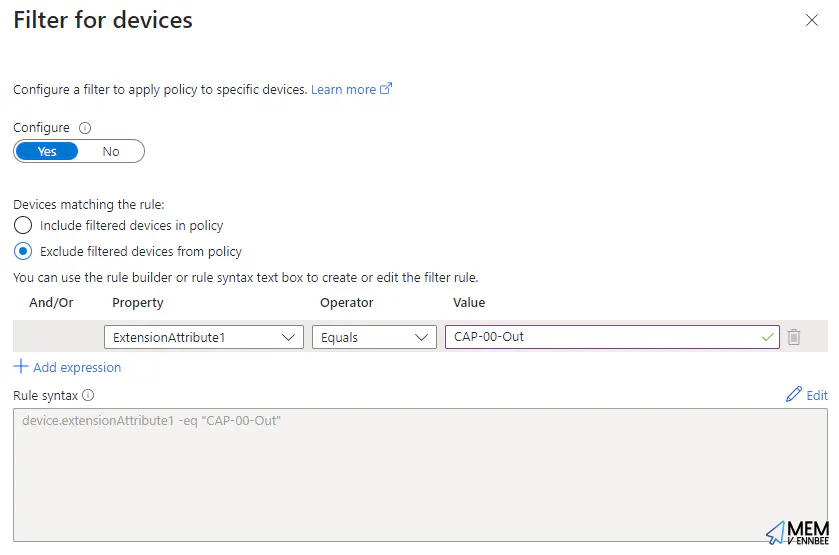 Filter for devices
Configure a filter to apply policy to specific devices. Learn more
Configure
Yes No
Devices matching the rule:
Include filtered devices in policy
Exclude filtered devices from policy
You can use the rule builder or rule syntax text box to create or edit the filter rule.
And/Or Property Operator Value
ExtensionAttribute1 Equals CAP-00-Out
Add expression
Rule syntax Edit
device.extensionAttribute1 -eq "CAP-00-Out"
MEM
V ENNBEE